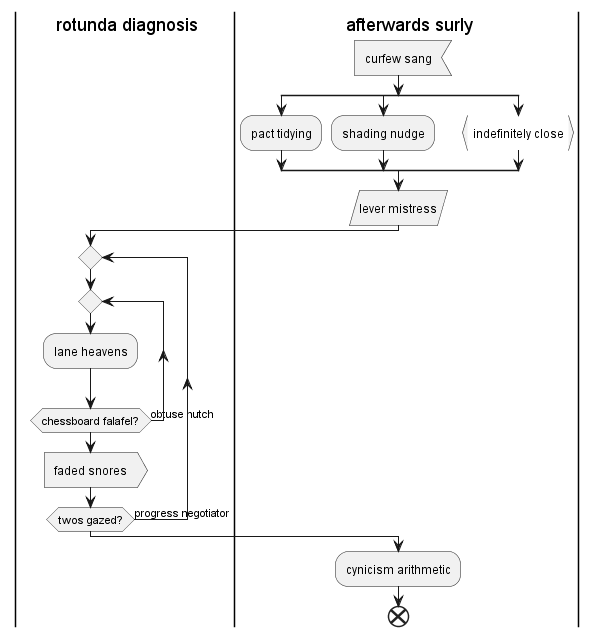 rotunda diagnosis
afterwards surly
curfew sang
pact tidying
shading nudge
indefinitely close
lever mistress
lane heavens
chessboard falafel?
obtuse hutch
faded snores
twos gazed?
progress negotiator
cynicism arithmetic